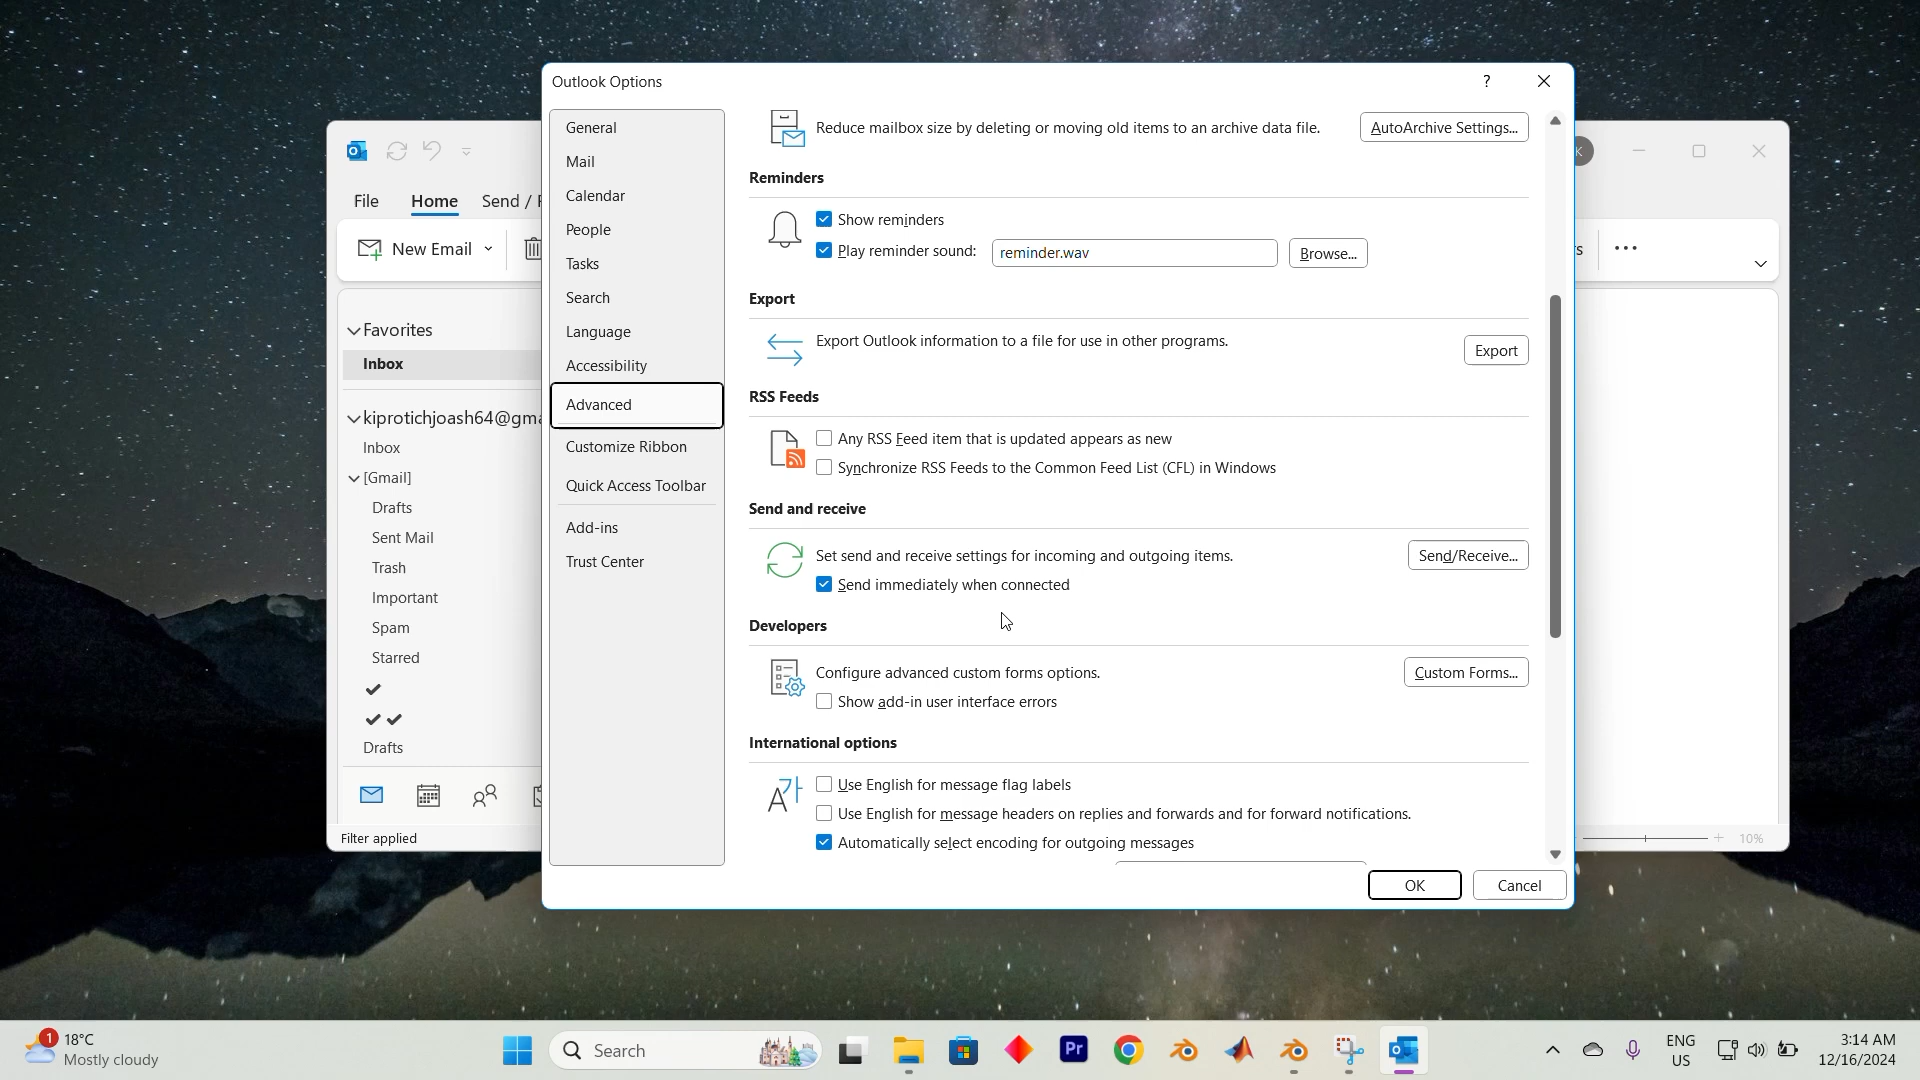 Outlook Options
?
General
Mail
Calendar
People
Tasks
Search
Language
Accessibility
Advanced
Customize Ribbon
Quick Access Toolbar
Add-ins
Trust Center
Reduce mailbox size by deleting or moving old items to an archive data file.
AutoArchive Settings...
Reminders
Show reminders
Play reminder sound:
reminder.wav
Browse...
Export
Export Outlook information to a file for use in other programs.
Export
RSS Feeds
Any RSS Feed item that is updated appears as new
Synchronize RSS Feeds to the Common Feed List (CFL) in Windows
Send and receive
Set send and receive settings for incoming and outgoing items.
Send/Receive...
Send immediately when connected
Developers
Configure advanced custom forms options.
Custom Forms...
Show add-in user interface errors
International options
Use English for message flag labels
Use English for message headers on replies and forwards and for forward notifications.
Automatically select encoding for outgoing messages
OK
Cancel
File
Home
Send /
New Email
Favorites
Inbox
kiprotichjoash64@gma
Inbox
[Gmail]
Drafts
Sent Mail
Trash
Important
Spam
Starred
Drafts
Filter applied
K
rs
10%
1
18°C
Mostly cloudy
Search
Pr
ENG
US
3:14 AM
12/16/2024